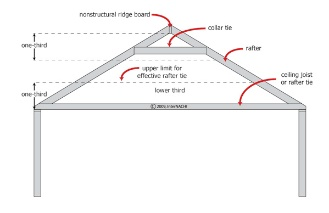 nonstructural ridge board
collar tie
one-third
rafter
upper limit for
effective rafter tie
ceiling joist
or rafter tie
one-third
lower third